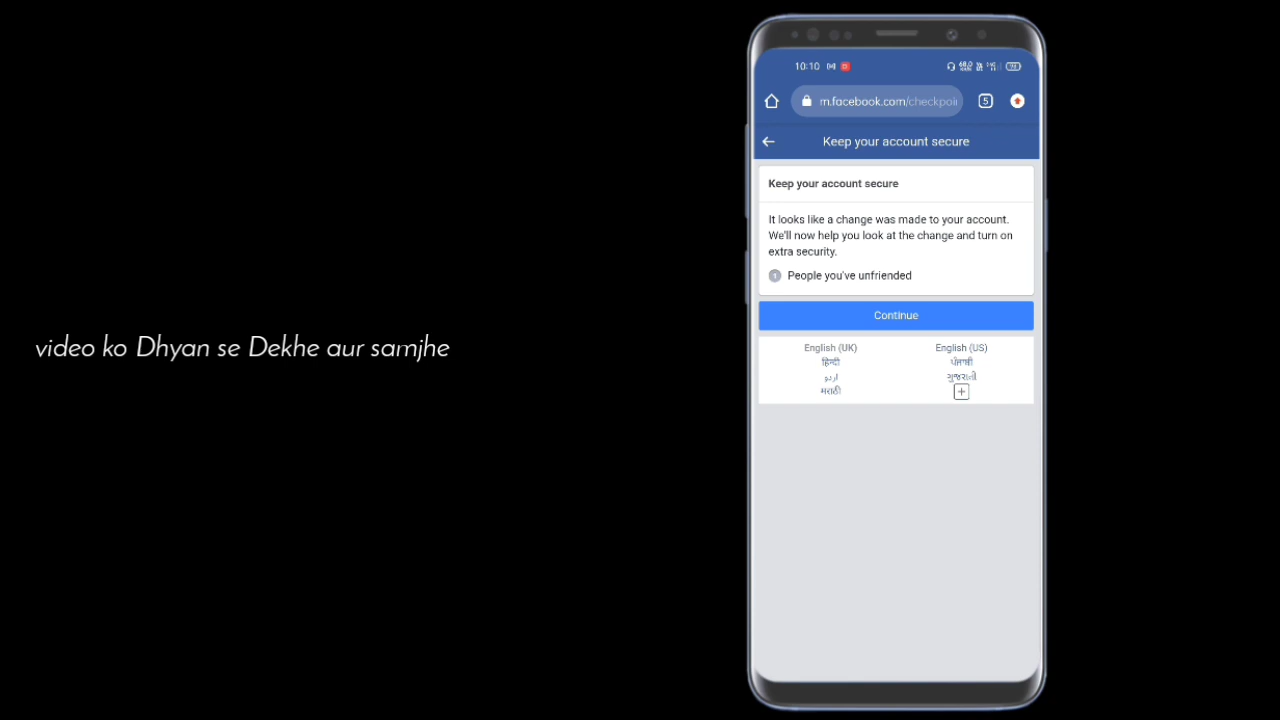 video ko Dhyan se Dekhe aur samjhe
10:10
m.facebook.com/checkpoi
5
Keep your account secure
Keep your account secure
It looks like a change was made to your account.
We'll now help you look at the change and turn on
extra security.
1 People you've unfriended
Continue
English (UK) English (US)
हिन्दी ਪੰਜਾਬੀ
اردو ગુજરાતી
मराठी +